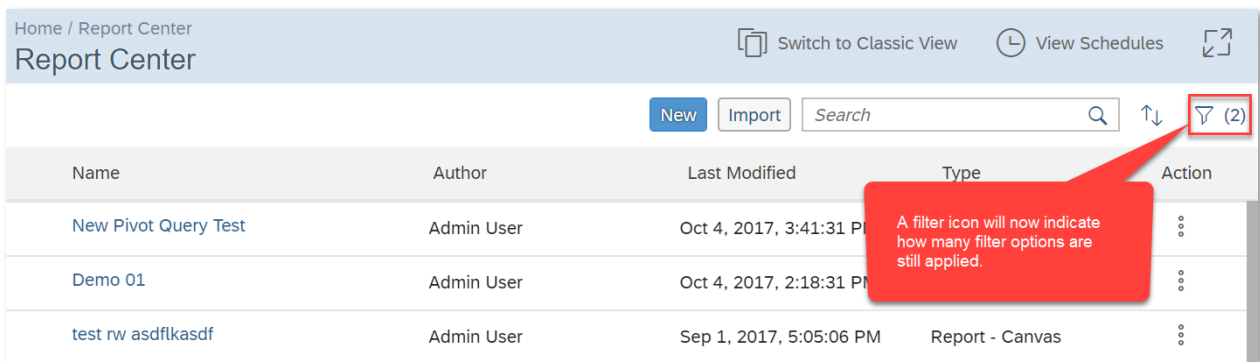 Home / Report Center
Report Center
Switch to Classic View
View Schedules
New
Import
Search
(2)
Name Author Last Modified Type Action
New Pivot Query Test Admin User Oct 4, 2017, 3:41:31
Demo 01 Admin User Oct 4, 2017, 2:18:31
test rw asdflkasdf Admin User Sep 1, 2017, 5:05:06 PM Report - Canvas
A filter icon will now indicate
how many filter options are
still applied.